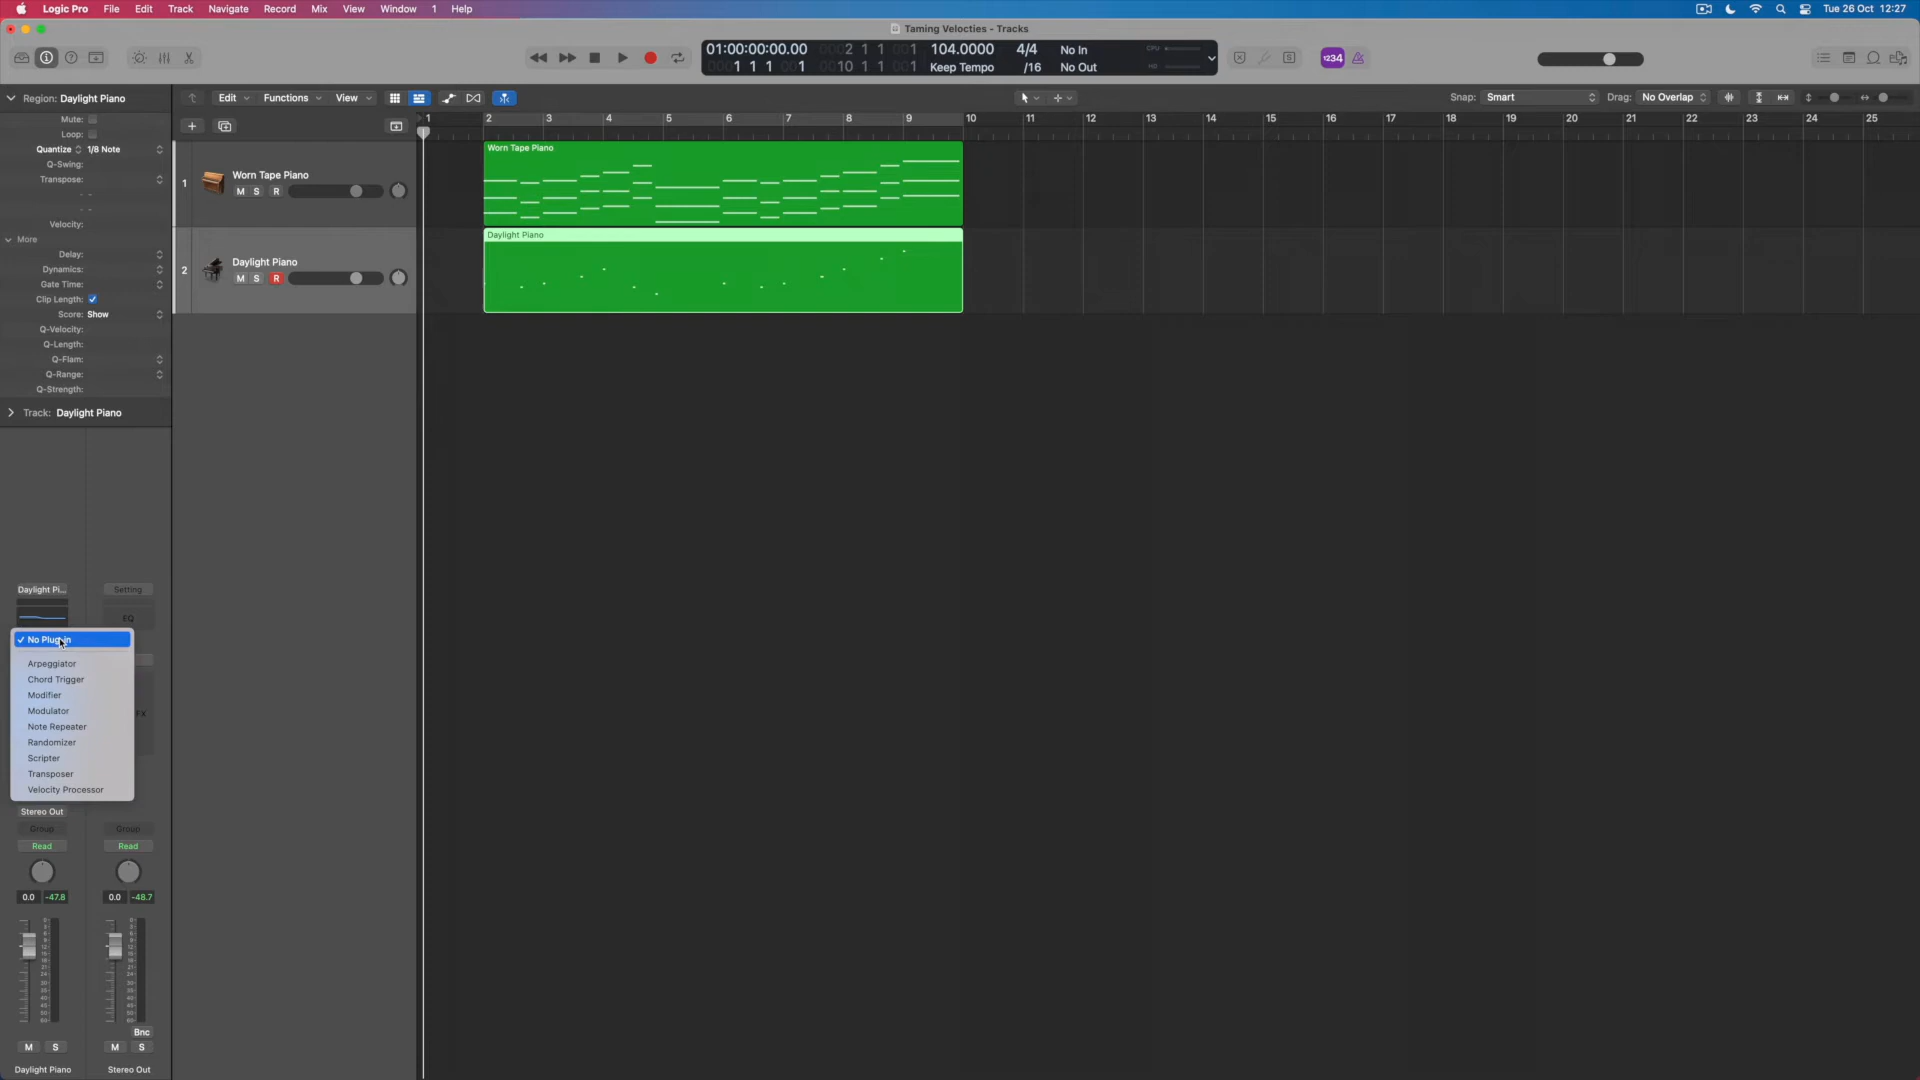 Logic Pro File Edit Track Navigate Record Mix View Window 1 Help Tue 26 Oct 12:27
Taming Velocties - Tracks
01:00:00:00.00 0002 1 1 001 104.0000 4/4 No In CPU
0001 1 1 001 0010 1 1 001 Keep Tempo /16 No Out HD
1234
Region: Daylight Piano Edit Functions View Snap: Smart Drag: No Overlap
Mute:
Loop:
Quantize 1/8 Note
Q-Swing:
Transpose:
- -
- -
Velocity:
More
Delay:
Dynamics:
Gate Time:
Clip Length:
Score: Show
Q-Velocity:
Q-Length:
Q-Flam:
Q-Range:
Q-Strength:
Track: Daylight Piano
1 2 3 4 5 6 7 8 9 10 11 12 13 14 15 16 17 18 19 20 21 22 23 24 25
1 Worn Tape Piano
M S R
Worn Tape Piano
2 Daylight Piano
M S R
Daylight Piano
Daylight Pi... Setting
EQ
✓ No Plug-in
Arpeggiator
Chord Trigger
Modifier
Modulator
FX
Note Repeater
Randomizer
Scripter
Transposer
Velocity Processor
Stereo Out
Group Group
Read Read
0.0 -47.8 0.0 -48.7
Bnc
M S M S
Daylight Piano Stereo Out